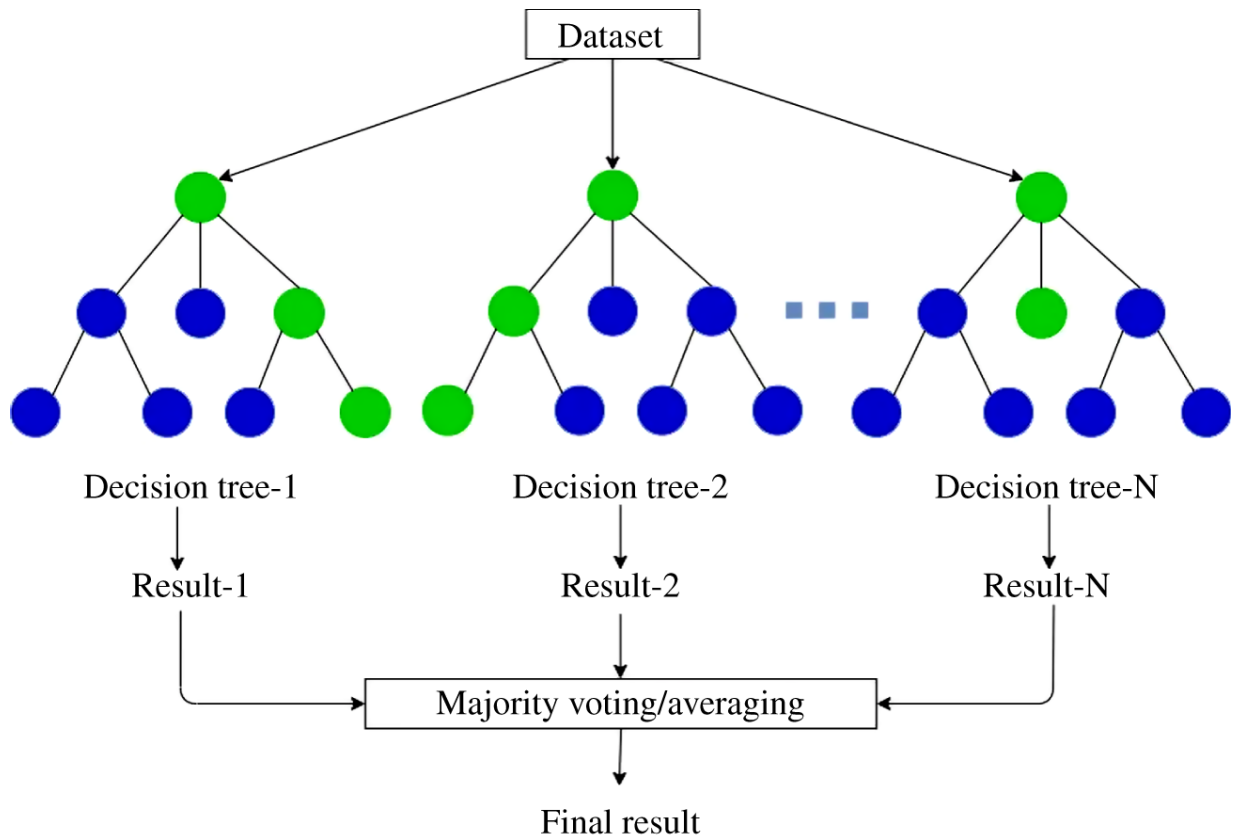 Dataset
Decision tree-1
Decision tree-2
Decision tree-N
Result-1
Result-2
Result-N
Majority voting/averaging
Final result